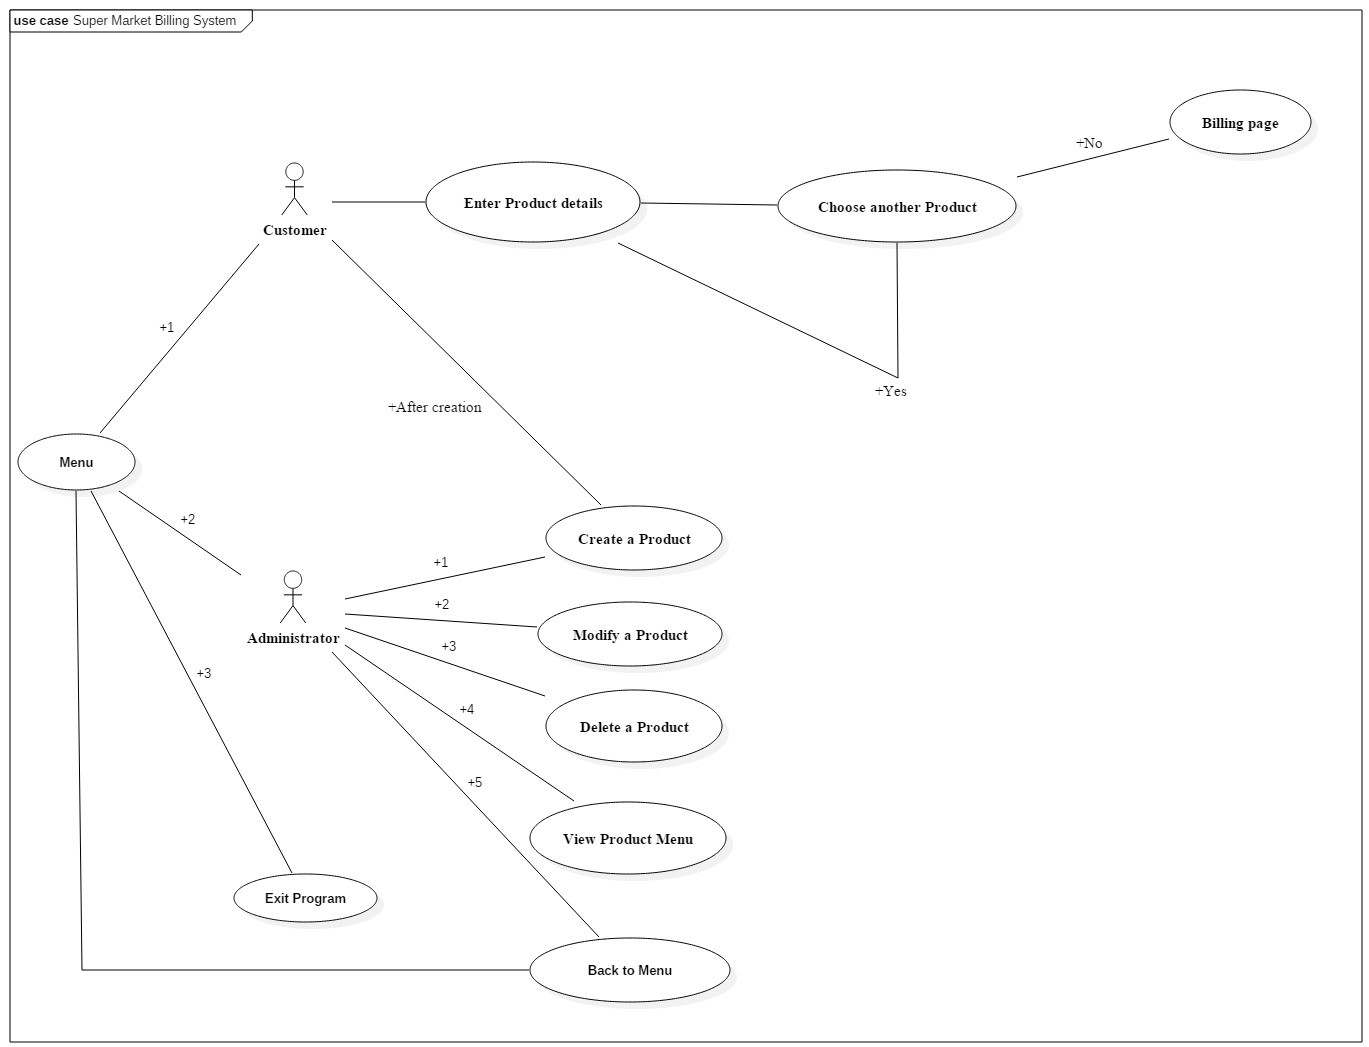 use case Super Market Billing System
Billing page
+No
Enter Product details
Choose another Product
Customer
+1
+Yes
+After creation
Menu
+2
Create a Product
+1
+2
Modify a Product
Administrator
+3
+3
+4
Delete a Product
+5
View Product Menu
Exit Program
Back to Menu